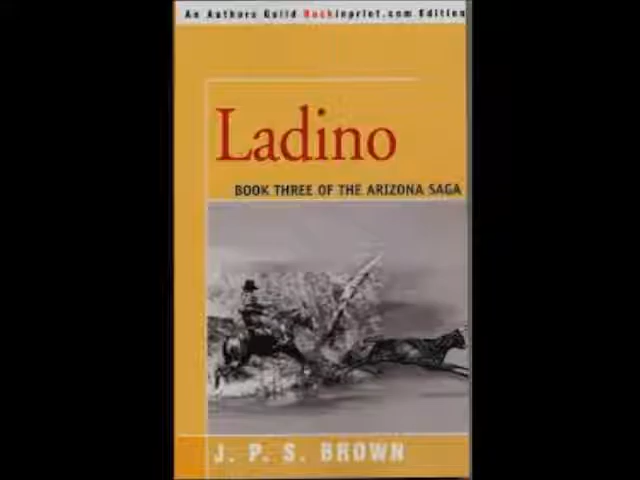 An Authors Guild Backinprint.com Edition
Ladino
BOOK THREE OF THE ARIZONA SAGA
J. P. S. BROWN